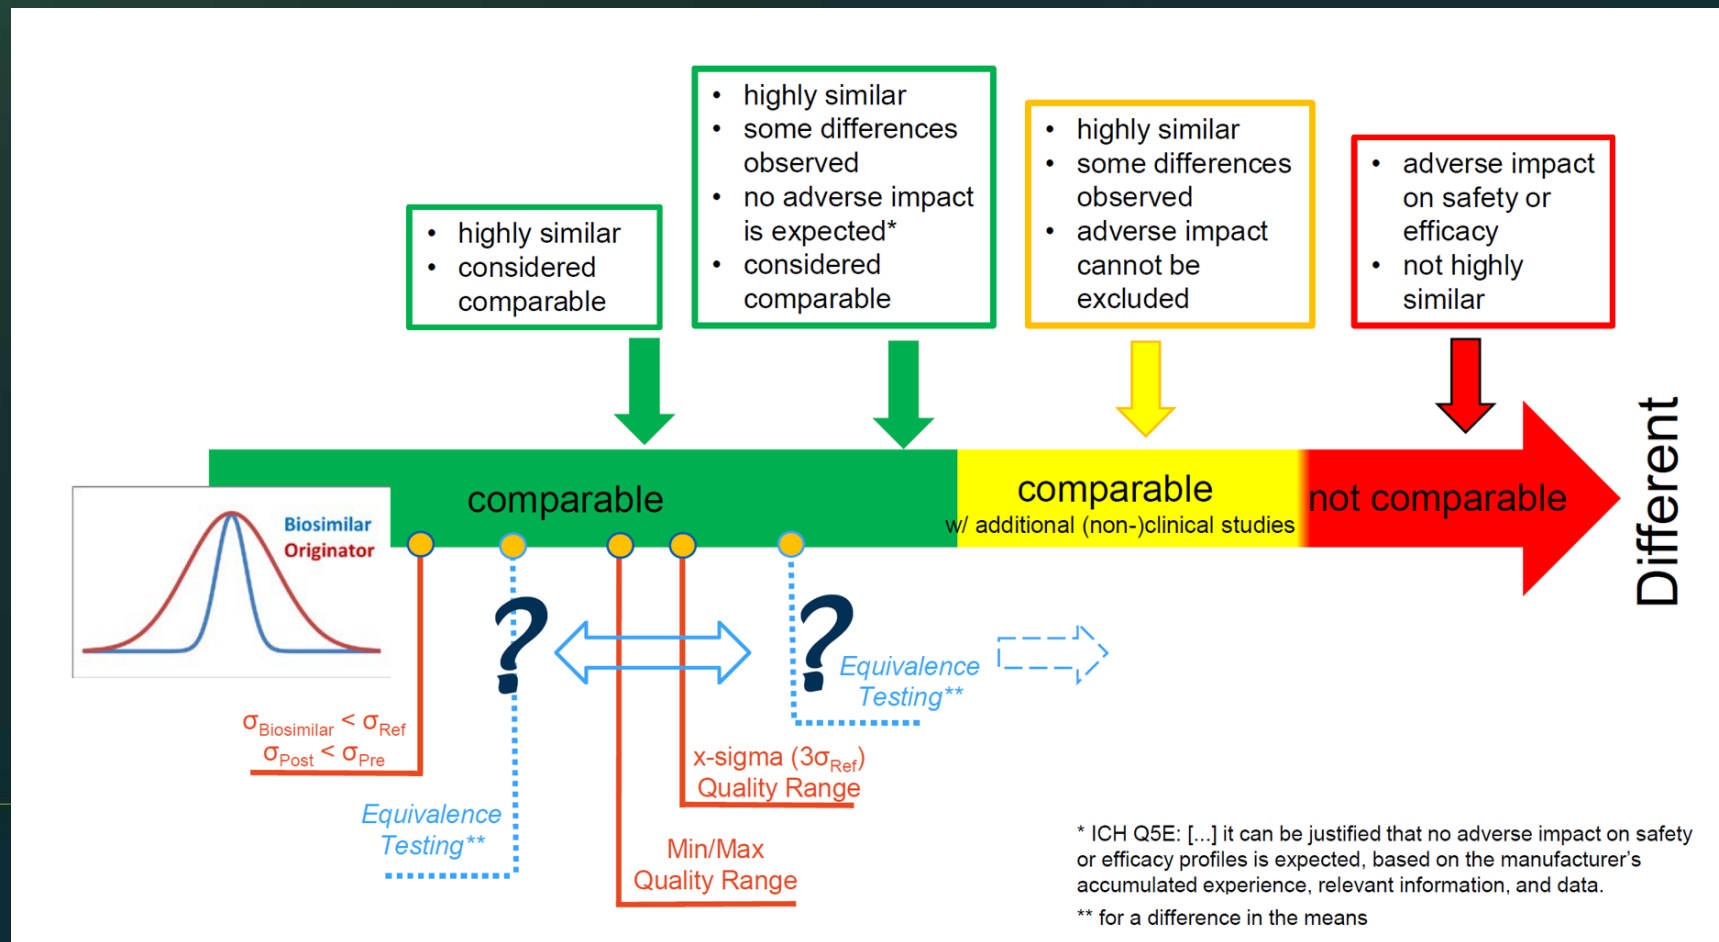 • highly similar
• considered
comparable
• highly similar
• some differences
observed
• no adverse impact
is expected*
• considered
comparable
• highly similar
• some differences
observed
• adverse impact
cannot be
excluded
• adverse impact
on safety or
efficacy
• not highly
similar
comparable
comparable
w/ additional (non-)clinical studies
not comparable
Different
Biosimilar
Originator
?
?
σBiosimilar < σRef
σPost < σPre
Equivalence
Testing**
Min/Max
Quality Range
x-sigma (3σRef)
Quality Range
Equivalence
Testing**
* ICH Q5E: [...] it can be justified that no adverse impact on safety
or efficacy profiles is expected, based on the manufacturer’s
accumulated experience, relevant information, and data.
** for a difference in the means